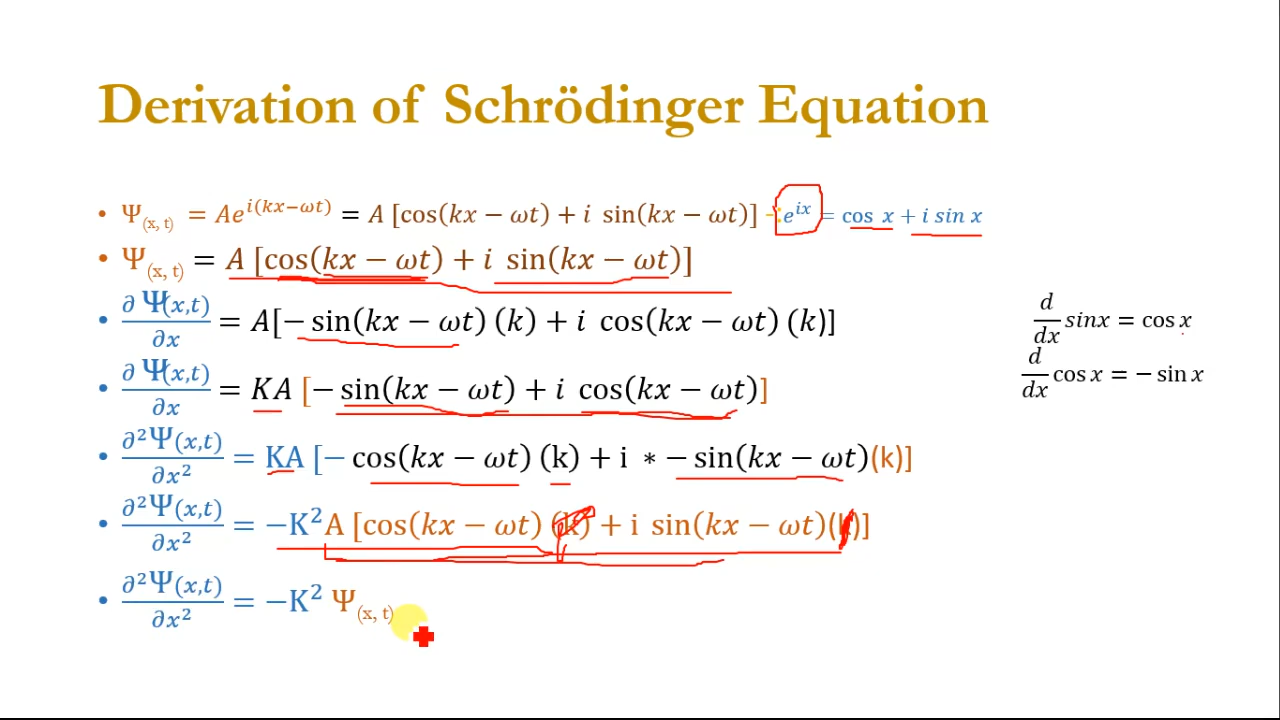 Derivation of Schrödinger Equation
• Ψ(x, t) = Ae^{i(kx−ωt)} = A [cos(kx − ωt) + i sin(kx − ωt)] ∵ e^{ix} = cos x + i sin x
• Ψ(x, t) = A [cos(kx − ωt) + i sin(kx − ωt)]
• ∂Ψ(x,t)/∂x = A[− sin(kx − ωt) (k) + i cos(kx − ωt) (k)]
d/dx sinx = cos x
• ∂Ψ(x,t)/∂x = KA [− sin(kx − ωt) + i cos(kx − ωt)]
d/dx cos x = − sin x
• ∂²Ψ(x,t)/∂x² = KA [− cos(kx − ωt) (k) + i ∗ − sin(kx − ωt)(k)]
• ∂²Ψ(x,t)/∂x² = −K²A [cos(kx − ωt) (k) + i sin(kx − ωt)(k)]
• ∂²Ψ(x,t)/∂x² = −K² Ψ(x, t)